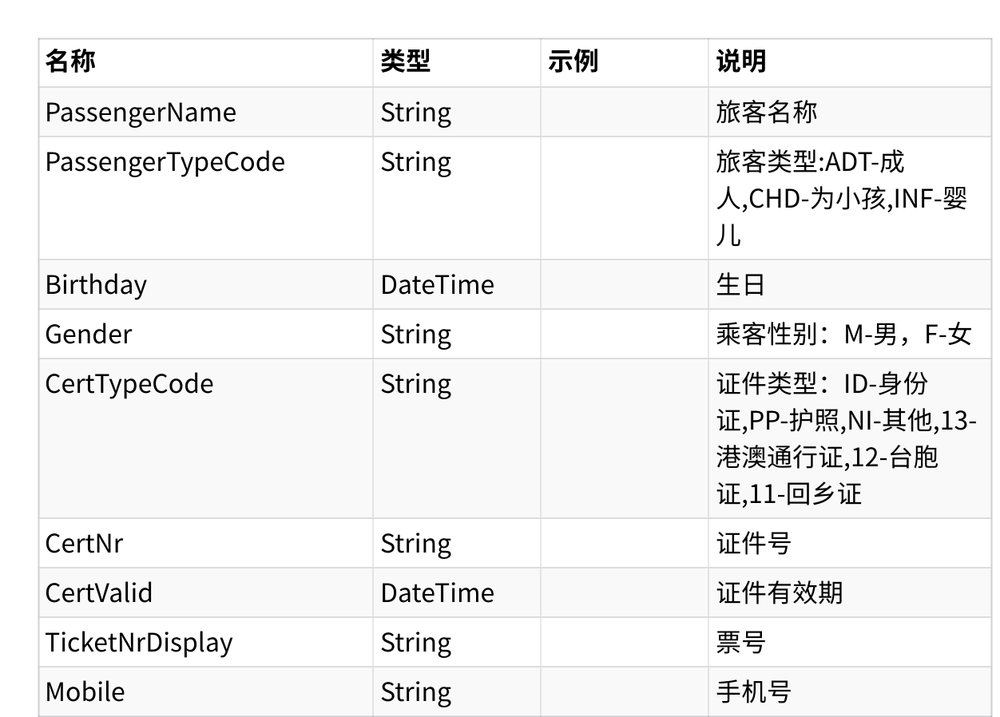 名称 类型 示例 说明
PassengerName String 旅客名称
PassengerTypeCode String 旅客类型:ADT-成
人,CHD-为小孩,INF-婴
儿
Birthday DateTime 生日
Gender String 乘客性别：M-男，F-女
CertTypeCode String 证件类型：ID-身份
证,PP-护照,NI-其他,13-
港澳通行证,12-台胞
证,11-回乡证
CertNr String 证件号
CertValid DateTime 证件有效期
TicketNrDisplay String 票号
Mobile String 手机号